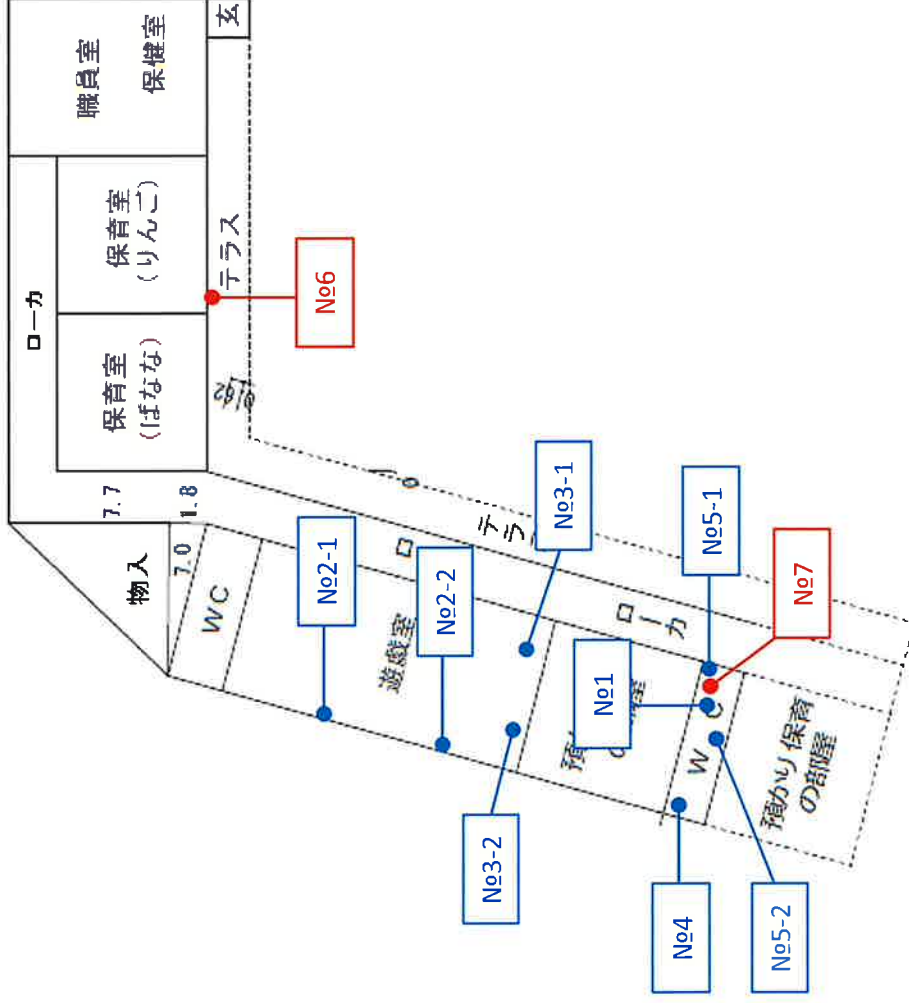 玄
職員室
保健室
ローカ
保育室
(りんご)
保育室
(ばなな)
テラス
№6
7.7
1.8
物入
7.0
WC
№2-1
ロ
テラ
№3-1
遊戯室
№2-2
ローカ
№5-1
№7
№1
預
WC
№3-2
預かり保育
の部屋
№4
№5-2